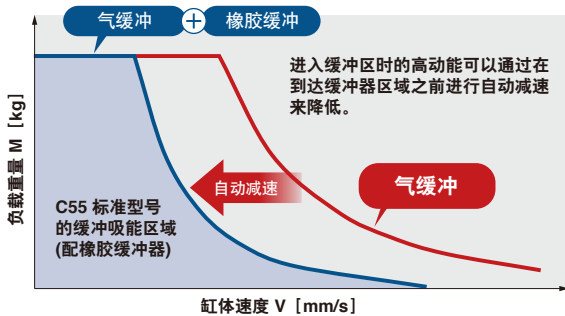 气缓冲 + 橡胶缓冲
进入缓冲区时的高动能可以通过在
到达缓冲器区域之前进行自动减速
来降低。
负载重量 M [kg]
自动减速
气缓冲
C55 标准型号
的缓冲吸能区域
(配橡胶缓冲器)
缸体速度 V [mm/s]